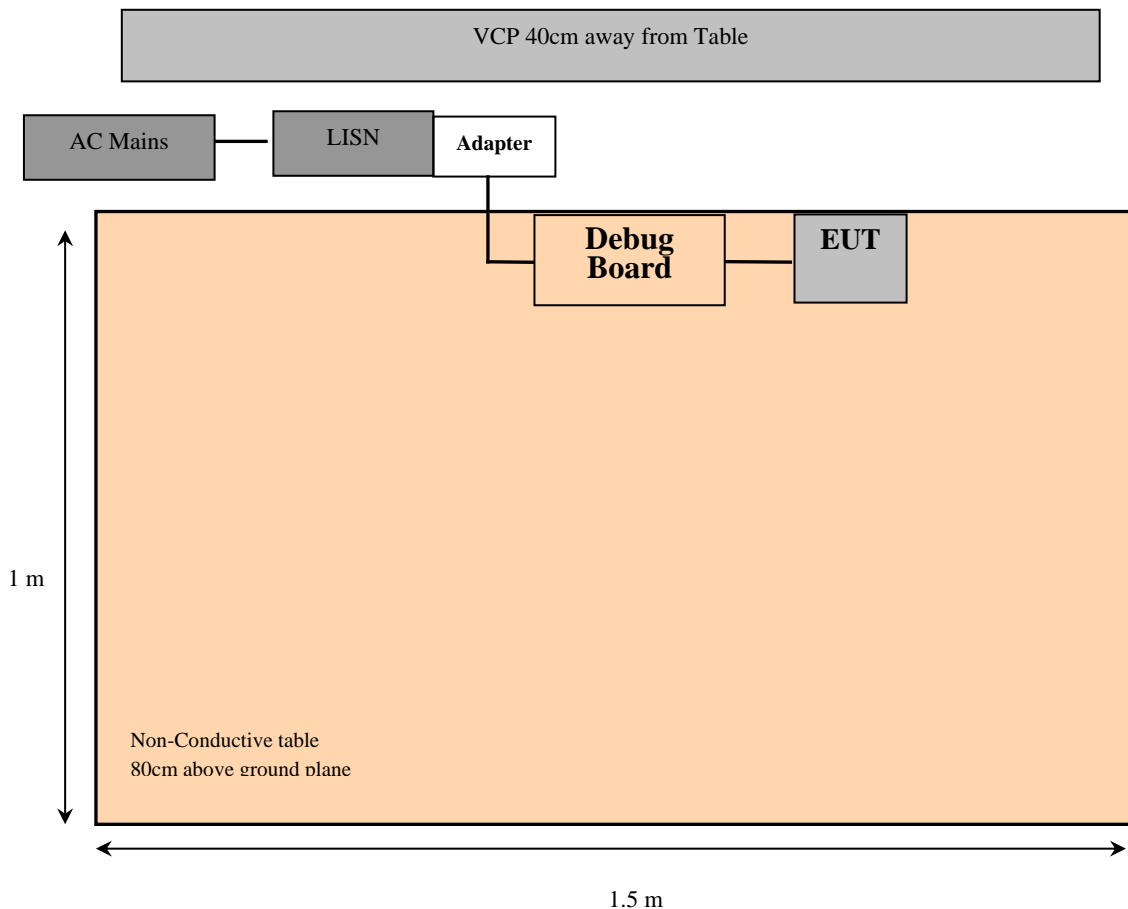 VCP 40cm away from Table
AC Mains
LISN
Adapter
Debug
Board
EUT
1 m
Non-Conductive table
80cm above ground plane
1.5 m